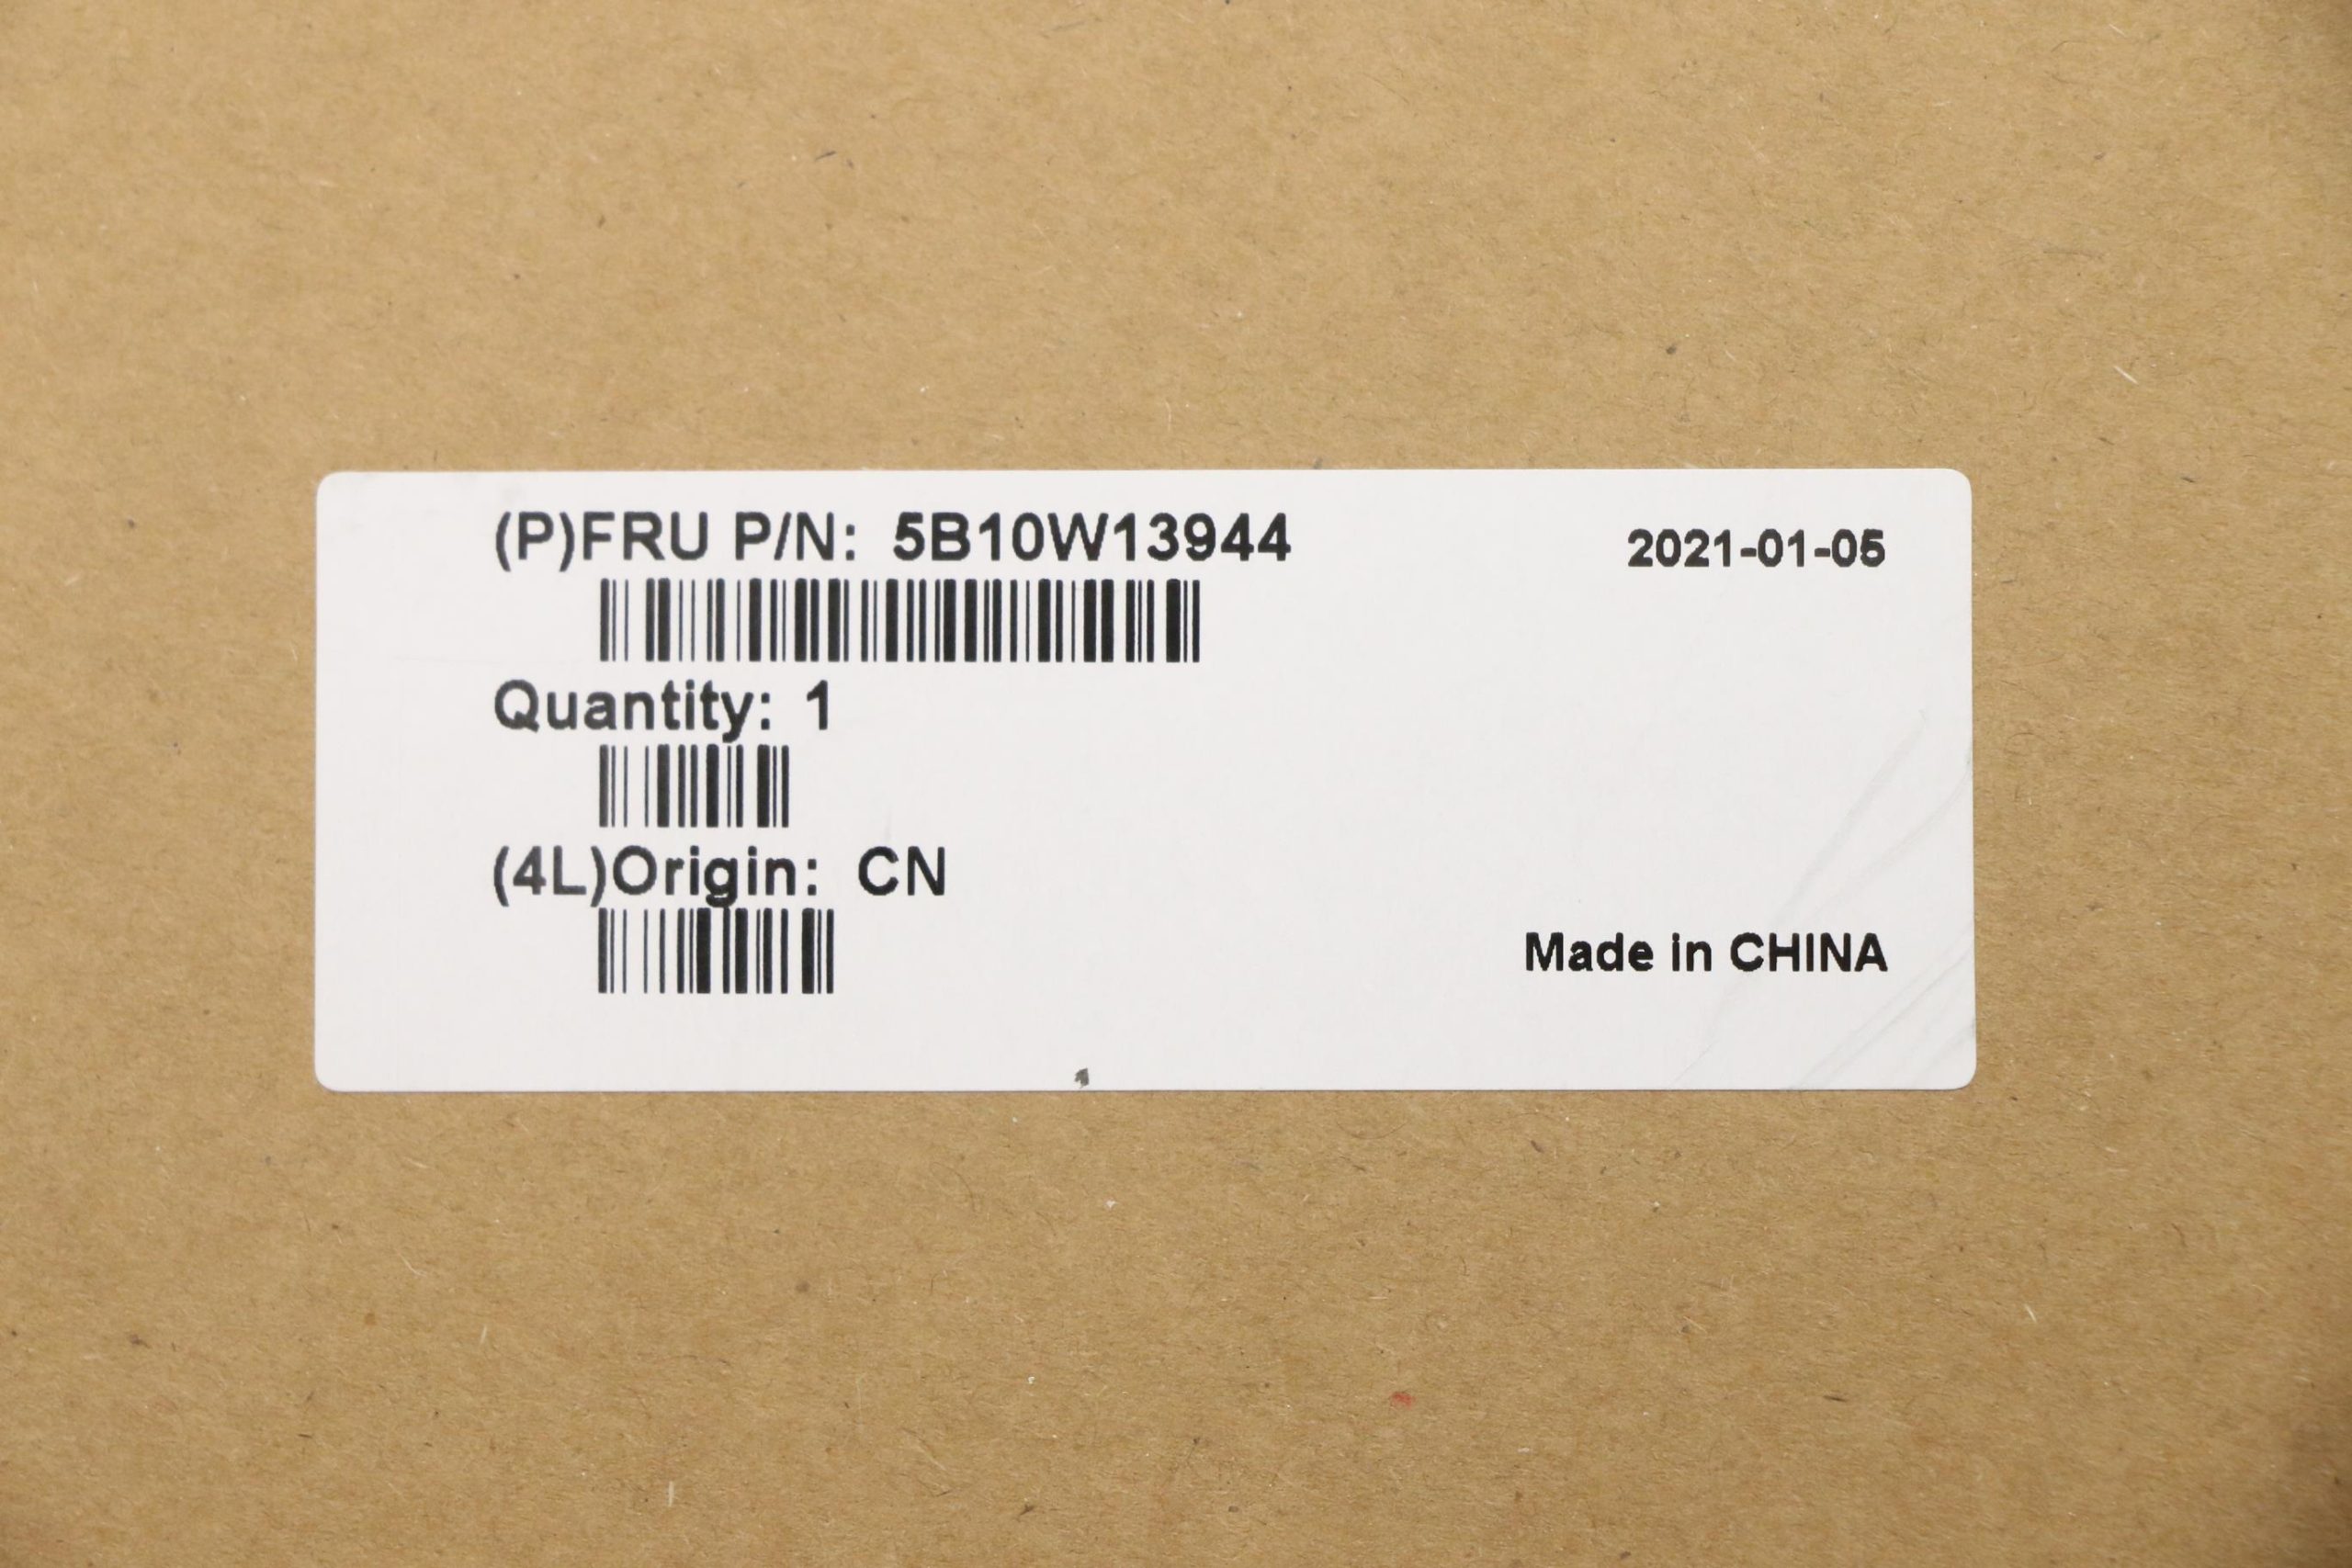 (P)FRU P/N: 5B10W13944
2021-01-05
Quantity: 1
(4L)Origin: CN
Made in CHINA